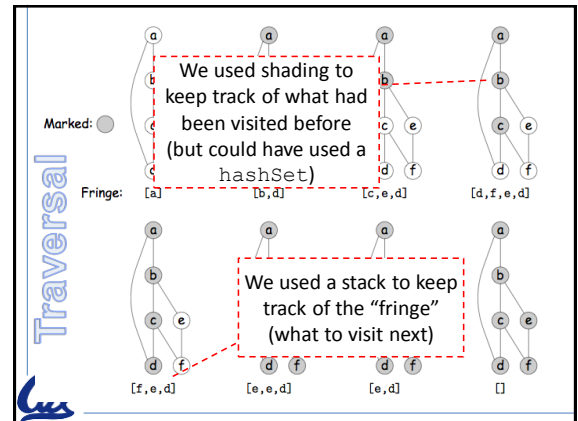 a a a a
b b b
We used shading to
keep track of what had
been visited before
(but could have used a
hashSet)
Marked:
c c e c e
d d f d f
Fringe: [a] [b,d] [c,e,d] [d,f,e,d]
Traversal
a a a a
b b
We used a stack to keep
track of the “fringe”
(what to visit next)
c e c e
d f d f d f d f
[f,e,d] [e,e,d] [e,d] []